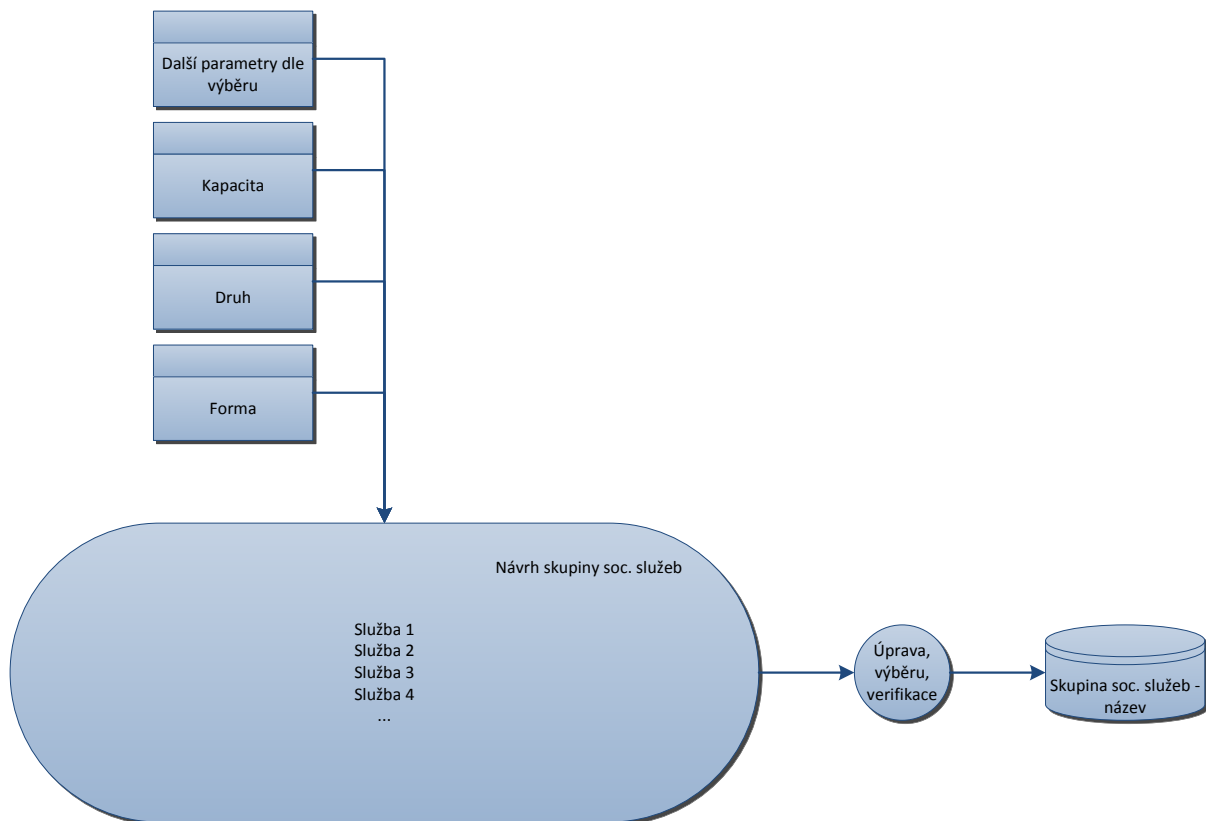 Další parametry dle
výběru
Kapacita
Druh
Forma
Návrh skupiny soc. služeb
Služba 1
Služba 2
Služba 3
Služba 4
...
Úprava,
výběru,
verifikace
Skupina soc. služeb -
název